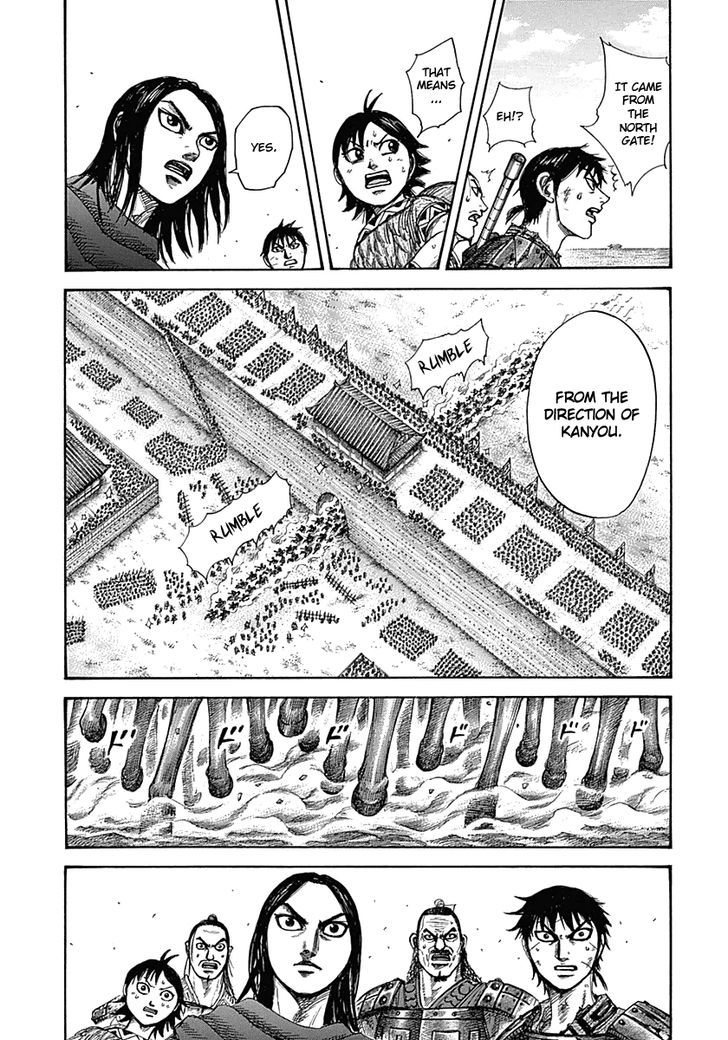 IT CAME
FROM
THE
NORTH
GATE!
EH!?
THAT
MEANS
...
YES.
FROM THE
DIRECTION OF
KANYOU.
RUMBLE
RUMBLE
ド
ド
ド
ド
ド
ド